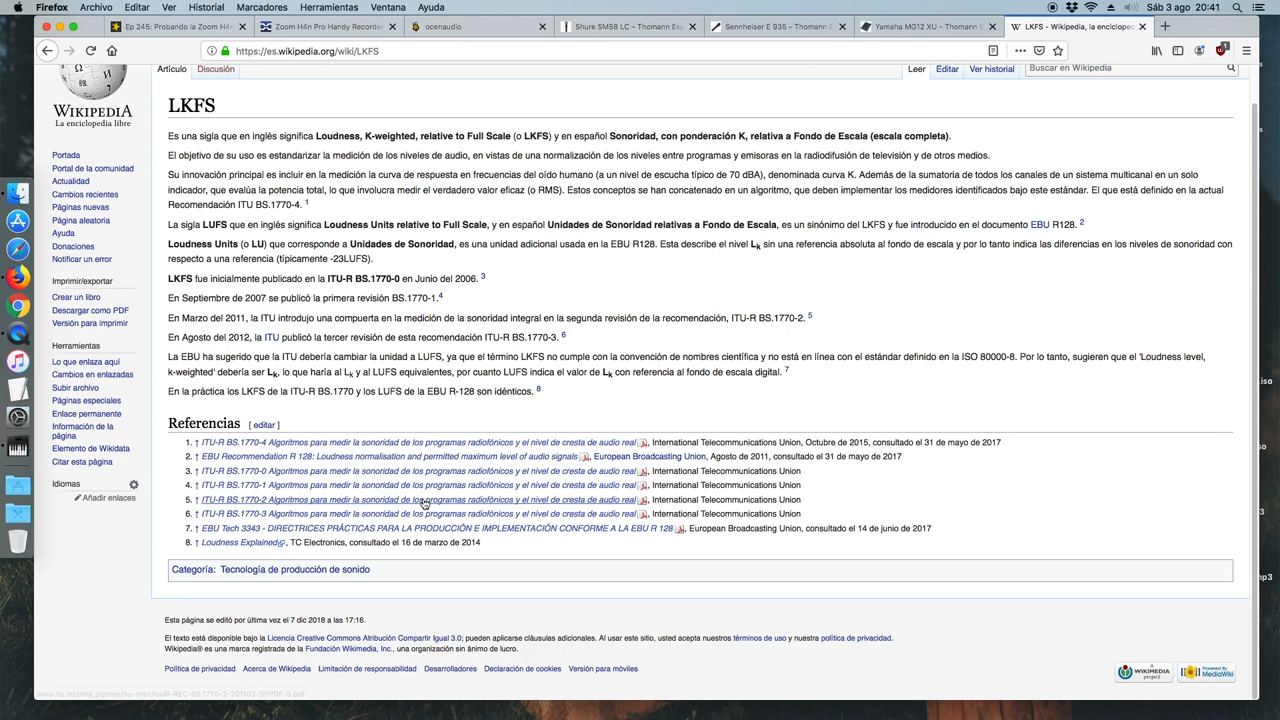 Firefox Archivo Editar Ver Historial Marcadores Herramientas Ventana Ayuda Sáb 3 ago 20:41
Ep 245: Probando la Zoom H4n
Zoom H4n Pro Handy Recorder
ocenaudio
Shure SM58 LC – Thomann Esp
Sennheiser E 935 – Thomann E
Yamaha MG12 XU – Thomann E
LKFS - Wikipedia, la enciclopedia
https://es.wikipedia.org/wiki/LKFS
WIKIPEDIA
La enciclopedia libre
Artículo Discusión Leer Editar Ver historial Buscar en Wikipedia
Portada
Portal de la comunidad
Actualidad
Cambios recientes
Páginas nuevas
Página aleatoria
Ayuda
Donaciones
Notificar un error
Imprimir/exportar
Crear un libro
Descargar como PDF
Versión para imprimir
Herramientas
Lo que enlaza aquí
Cambios en enlazadas
Subir archivo
Páginas especiales
Enlace permanente
Información de la
página
Elemento de Wikidata
Citar esta página
Idiomas
Añadir enlaces
LKFS
Es una sigla que en inglés significa Loudness, K-weighted, relative to Full Scale (o LKFS) y en español Sonoridad, con ponderación K, relativa a Fondo de Escala (escala completa).
El objetivo de su uso es estandarizar la medición de los niveles de audio, en vistas de una normalización de los niveles entre programas y emisoras en la radiodifusión de televisión y de otros medios.
Su innovación principal es incluir en la medición la curva de respuesta en frecuencias del oído humano (a un nivel de escucha típico de 70 dBA), denominada curva K. Además de la sumatoria de todos los canales de un sistema multicanal en un solo
indicador, que evalúa la potencia total, lo que involucra medir el verdadero valor eficaz (o RMS). Estos conceptos se han concatenado en un algoritmo, que deben implementar los medidores identificados bajo este estándar. El que está definido en la actual
Recomendación ITU BS.1770-4. 1
La sigla LUFS que en inglés significa Loudness Units relative to Full Scale, y en español Unidades de Sonoridad relativas a Fondo de Escala, es un sinónimo del LKFS y fue introducido en el documento EBU R128. 2
Loudness Units (o LU) que corresponde a Unidades de Sonoridad, es una unidad adicional usada en la EBU R128. Esta describe el nivel Lk sin una referencia absoluta al fondo de escala y por lo tanto indica las diferencias en los niveles de sonoridad con
respecto a una referencia (típicamente -23LUFS).
LKFS fue inicialmente publicado en la ITU-R BS.1770-0 en Junio del 2006. 3
En Septiembre de 2007 se publicó la primera revisión BS.1770-1.4
En Marzo del 2011, la ITU introdujo una compuerta en la medición de la sonoridad integral en la segunda revisión de la recomendación, ITU-R BS.1770-2. 5
En Agosto del 2012, la ITU publicó la tercer revisión de esta recomendación ITU-R BS.1770-3. 6
La EBU ha sugerido que la ITU debería cambiar la unidad a LUFS, ya que el término LKFS no cumple con la convención de nombres científica y no está en línea con el estándar definido en la ISO 80000-8. Por lo tanto, sugieren que el 'Loudness level,
k-weighted' debería ser Lk, lo que haría al Lk y al LUFS equivalentes, por cuanto LUFS indica el valor de Lk con referencia al fondo de escala digital. 7
En la práctica los LKFS de la ITU-R BS.1770 y los LUFS de la EBU R-128 son idénticos. 8
Referencias [ editar ]
1. ↑ ITU-R BS.1770-4 Algoritmos para medir la sonoridad de los programas radiofónicos y el nivel de cresta de audio real, International Telecommunications Union, Octubre de 2015, consultado el 31 de mayo de 2017
2. ↑ EBU Recommendation R 128: Loudness normalisation and permitted maximum level of audio signals, European Broadcasting Union, Agosto de 2011, consultado el 31 de mayo de 2017
3. ↑ ITU-R BS.1770-0 Algoritmos para medir la sonoridad de los programas radiofónicos y el nivel de cresta de audio real, International Telecommunications Union
4. ↑ ITU-R BS.1770-1 Algoritmos para medir la sonoridad de los programas radiofónicos y el nivel de cresta de audio real, International Telecommunications Union
5. ↑ ITU-R BS.1770-2 Algoritmos para medir la sonoridad de los programas radiofónicos y el nivel de cresta de audio real, International Telecommunications Union
6. ↑ ITU-R BS.1770-3 Algoritmos para medir la sonoridad de los programas radiofónicos y el nivel de cresta de audio real, International Telecommunications Union
7. ↑ EBU Tech 3343 - DIRECTRICES PRÁCTICAS PARA LA PRODUCCIÓN E IMPLEMENTACIÓN CONFORME A LA EBU R 128, European Broadcasting Union, consultado el 14 de junio de 2017
8. ↑ Loudness Explained, TC Electronics, consultado el 16 de marzo de 2014
Categoría: Tecnología de producción de sonido
Esta página se editó por última vez el 7 dic 2018 a las 17:16.
El texto está disponible bajo la Licencia Creative Commons Atribución Compartir Igual 3.0; pueden aplicarse cláusulas adicionales. Al usar este sitio, usted acepta nuestros términos de uso y nuestra política de privacidad.
Wikipedia® es una marca registrada de la Fundación Wikimedia, Inc., una organización sin ánimo de lucro.
Política de privacidad Acerca de Wikipedia Limitación de responsabilidad Desarrolladores Declaración de cookies Versión para móviles
WIKIMEDIA project
Powered By MediaWiki